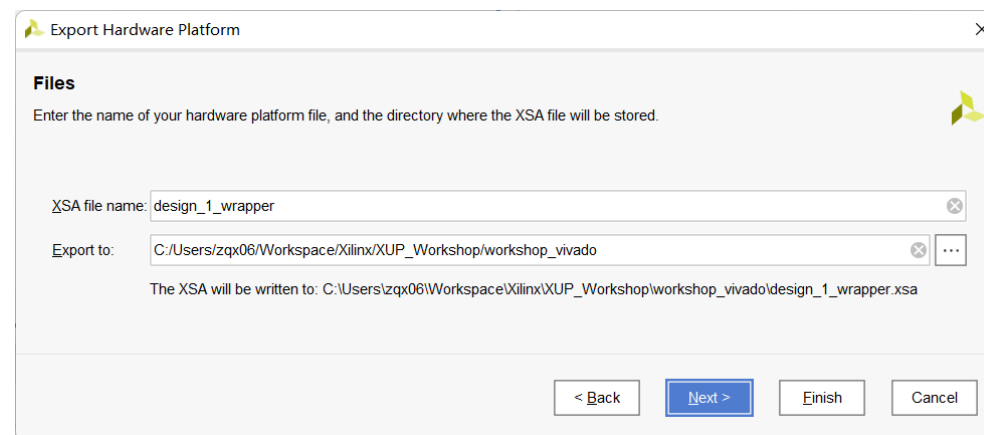 Export Hardware Platform
Files
Enter the name of your hardware platform file, and the directory where the XSA file will be stored.
XSA file name: design_1_wrapper
Export to: C:/Users/zqx06/Workspace/Xilinx/XUP_Workshop/workshop_vivado ...
The XSA will be written to: C:\Users\zqx06\Workspace\Xilinx\XUP_Workshop\workshop_vivado\design_1_wrapper.xsa
< Back Next > Finish Cancel